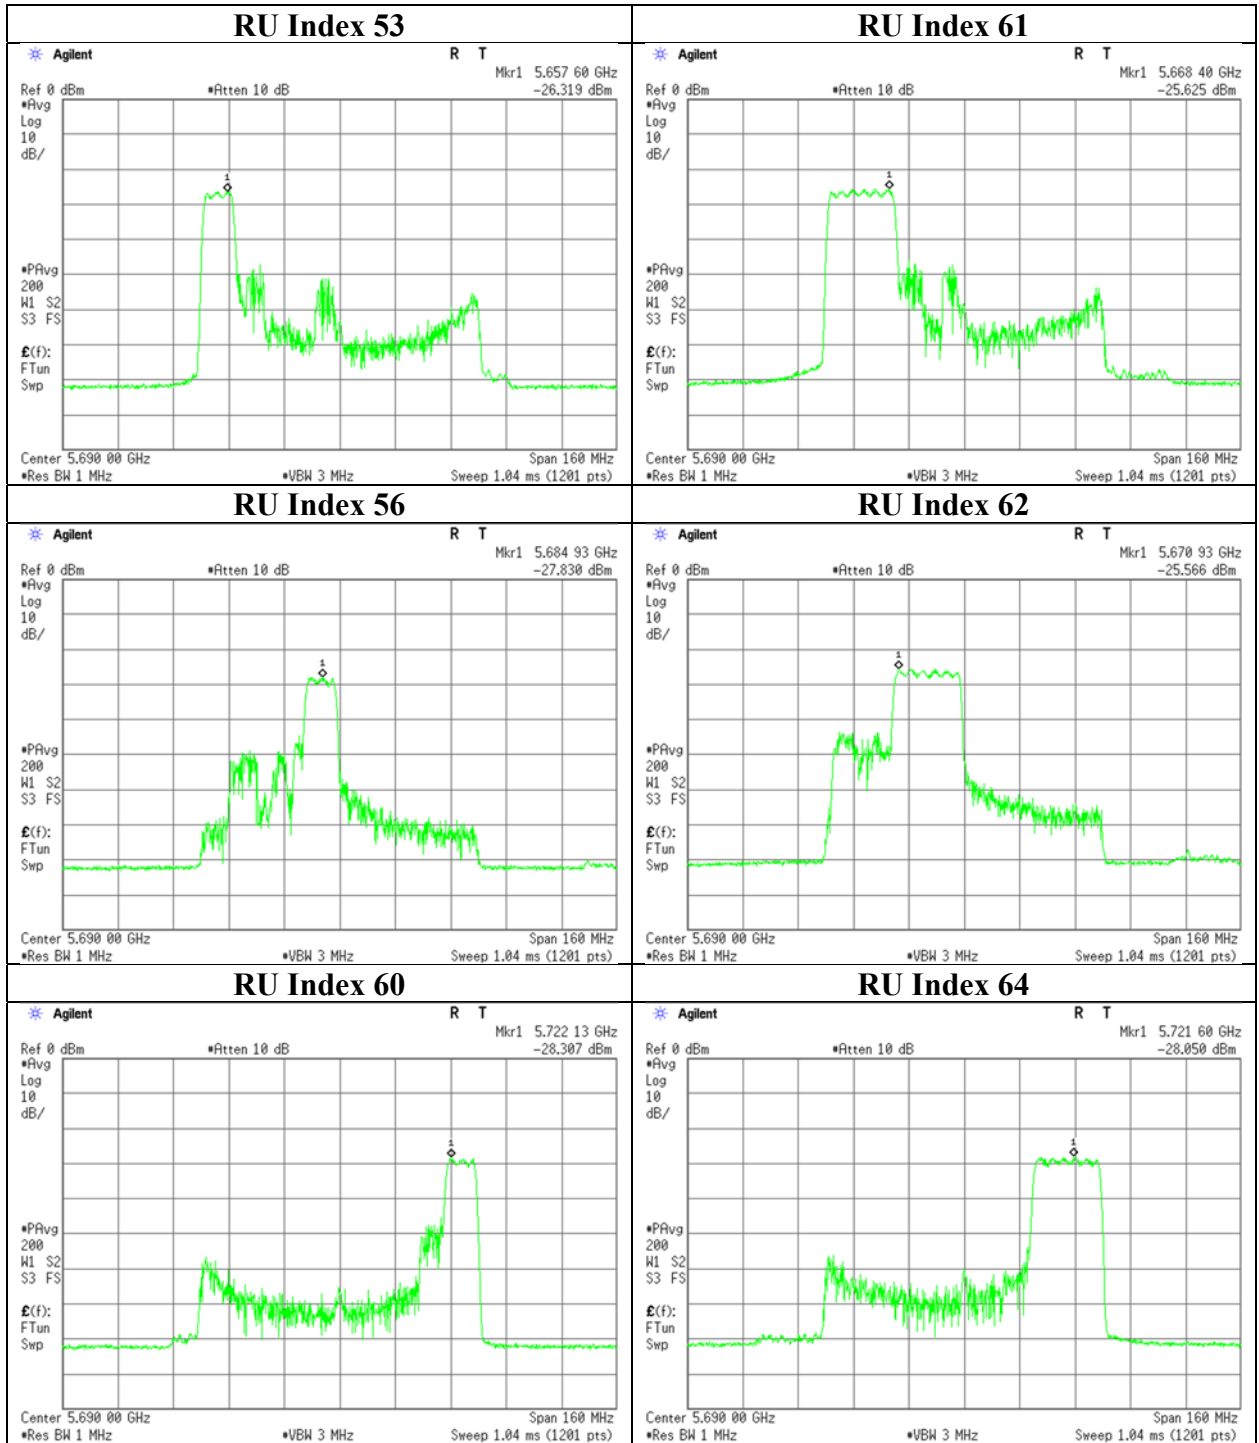 RU Index 53
Agilent
R T
Mkr1 5.657 60 GHz
Ref 0 dBm
*Atten 10 dB
-26.319 dBm
*Avg
Log
10
dB/
1
*PAvg
200
W1 S2
S3 FS
£(f):
FTun
Swp
Center 5.690 00 GHz
Span 160 MHz
*Res BW 1 MHz
*VBW 3 MHz
Sweep 1.04 ms (1201 pts)
RU Index 61
Agilent
R T
Mkr1 5.668 40 GHz
Ref 0 dBm
*Atten 10 dB
-25.625 dBm
*Avg
Log
10
dB/
1
*PAvg
200
W1 S2
S3 FS
£(f):
FTun
Swp
Center 5.690 00 GHz
Span 160 MHz
*Res BW 1 MHz
*VBW 3 MHz
Sweep 1.04 ms (1201 pts)
RU Index 56
Agilent
R T
Mkr1 5.684 93 GHz
Ref 0 dBm
*Atten 10 dB
-27.830 dBm
*Avg
Log
10
dB/
1
*PAvg
200
W1 S2
S3 FS
£(f):
FTun
Swp
Center 5.690 00 GHz
Span 160 MHz
*Res BW 1 MHz
*VBW 3 MHz
Sweep 1.04 ms (1201 pts)
RU Index 62
Agilent
R T
Mkr1 5.670 93 GHz
Ref 0 dBm
*Atten 10 dB
-25.566 dBm
*Avg
Log
10
dB/
1
*PAvg
200
W1 S2
S3 FS
£(f):
FTun
Swp
Center 5.690 00 GHz
Span 160 MHz
*Res BW 1 MHz
*VBW 3 MHz
Sweep 1.04 ms (1201 pts)
RU Index 60
Agilent
R T
Mkr1 5.722 13 GHz
Ref 0 dBm
*Atten 10 dB
-28.307 dBm
*Avg
Log
10
dB/
1
*PAvg
200
W1 S2
S3 FS
£(f):
FTun
Swp
Center 5.690 00 GHz
Span 160 MHz
*Res BW 1 MHz
*VBW 3 MHz
Sweep 1.04 ms (1201 pts)
RU Index 64
Agilent
R T
Mkr1 5.721 60 GHz
Ref 0 dBm
*Atten 10 dB
-28.050 dBm
*Avg
Log
10
dB/
1
*PAvg
200
W1 S2
S3 FS
£(f):
FTun
Swp
Center 5.690 00 GHz
Span 160 MHz
*Res BW 1 MHz
*VBW 3 MHz
Sweep 1.04 ms (1201 pts)